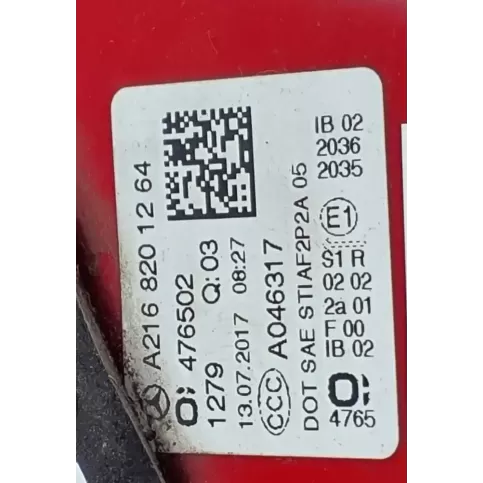 A216 820 12 64
O: 476502
1279 Q:03
13.07.2017 08:27
CCC A046317
DOT SAE STIAF2P2A 05
IB 02
2036
2035
E1
S1 R
02 02
2a 01
F 00
IB 02
O:
4765